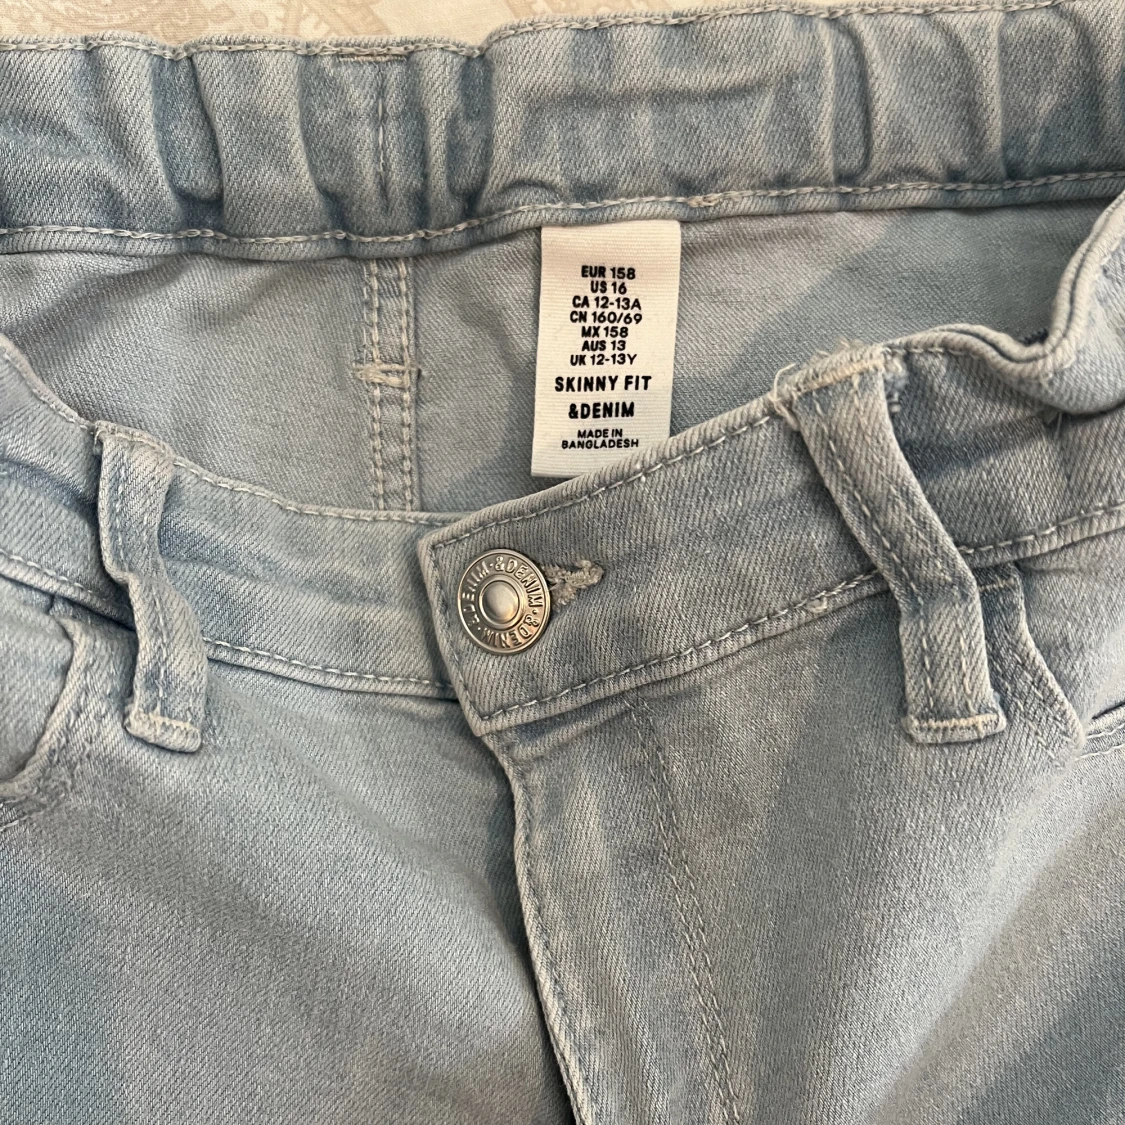 EUR 158
US 16
CA 12-13A
CN 160/69
MX 158
AUS 13
UK 12-13Y
SKINNY FIT
&DENIM
MADE IN
BANGLADESH
&DENIM·&DENIM·&DENIM·